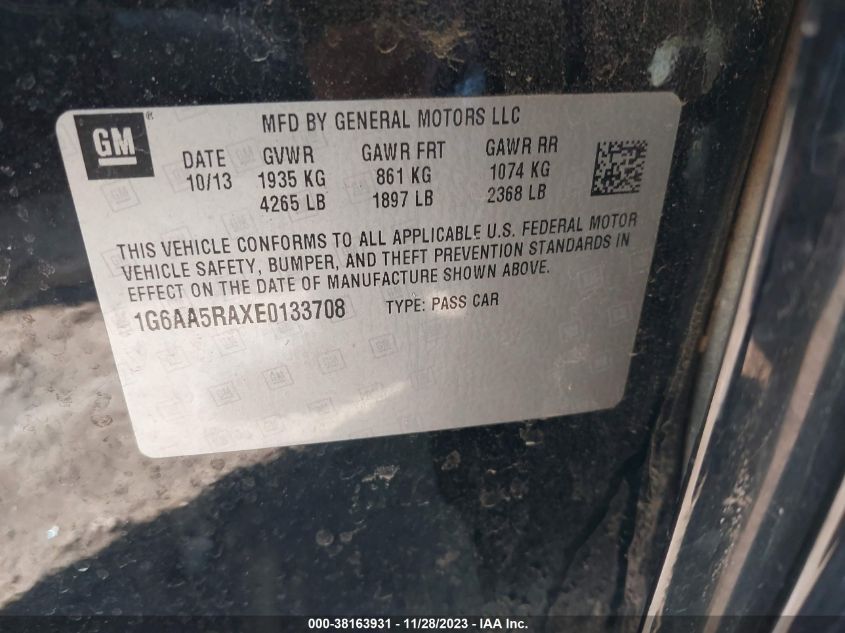 GM ®
MFD BY GENERAL MOTORS LLC
DATE GVWR GAWR FRT GAWR RR
10/13 1935 KG 861 KG 1074 KG
4265 LB 1897 LB 2368 LB
THIS VEHICLE CONFORMS TO ALL APPLICABLE U.S. FEDERAL MOTOR
VEHICLE SAFETY, BUMPER, AND THEFT PREVENTION STANDARDS IN
EFFECT ON THE DATE OF MANUFACTURE SHOWN ABOVE.
1G6AA5RAXE0133708 TYPE: PASS CAR
000-38163931 - 11/28/2023 - IAAI Inc.